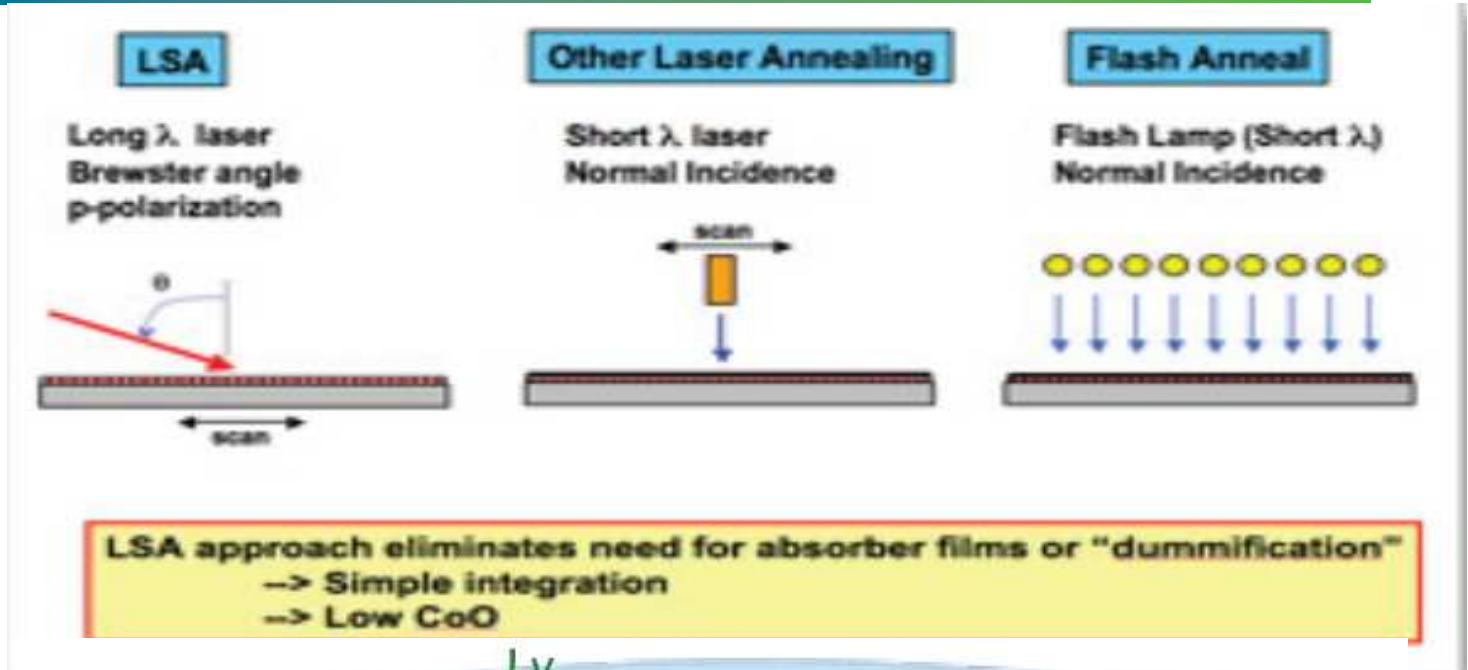 LSA
Long λ laser
Brewster angle
p-polarization
θ
scan
Other Laser Annealing
Short λ laser
Normal Incidence
scan
Flash Anneal
Flash Lamp (Short λ)
Normal Incidence
LSA approach eliminates need for absorber films or "dummification"
--> Simple integration
--> Low CoO